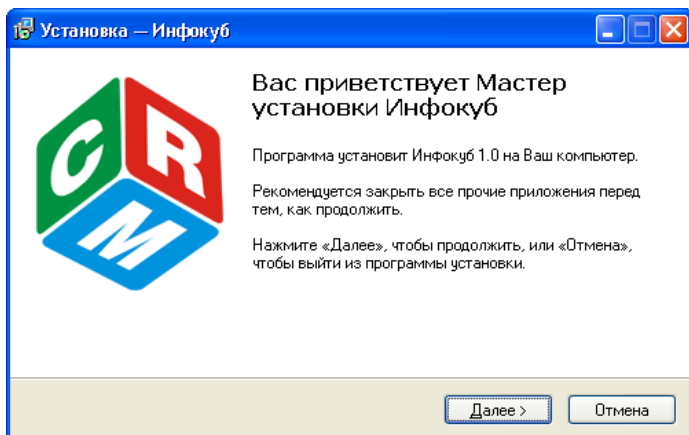 Установка — Инфокуб
Вас приветствует Мастер
установки Инфокуб
C R M
Программа установит Инфокуб 1.0 на Ваш компьютер.
Рекомендуется закрыть все прочие приложения перед
тем, как продолжить.
Нажмите «Далее», чтобы продолжить, или «Отмена»,
чтобы выйти из программы установки.
Далее >
Отмена